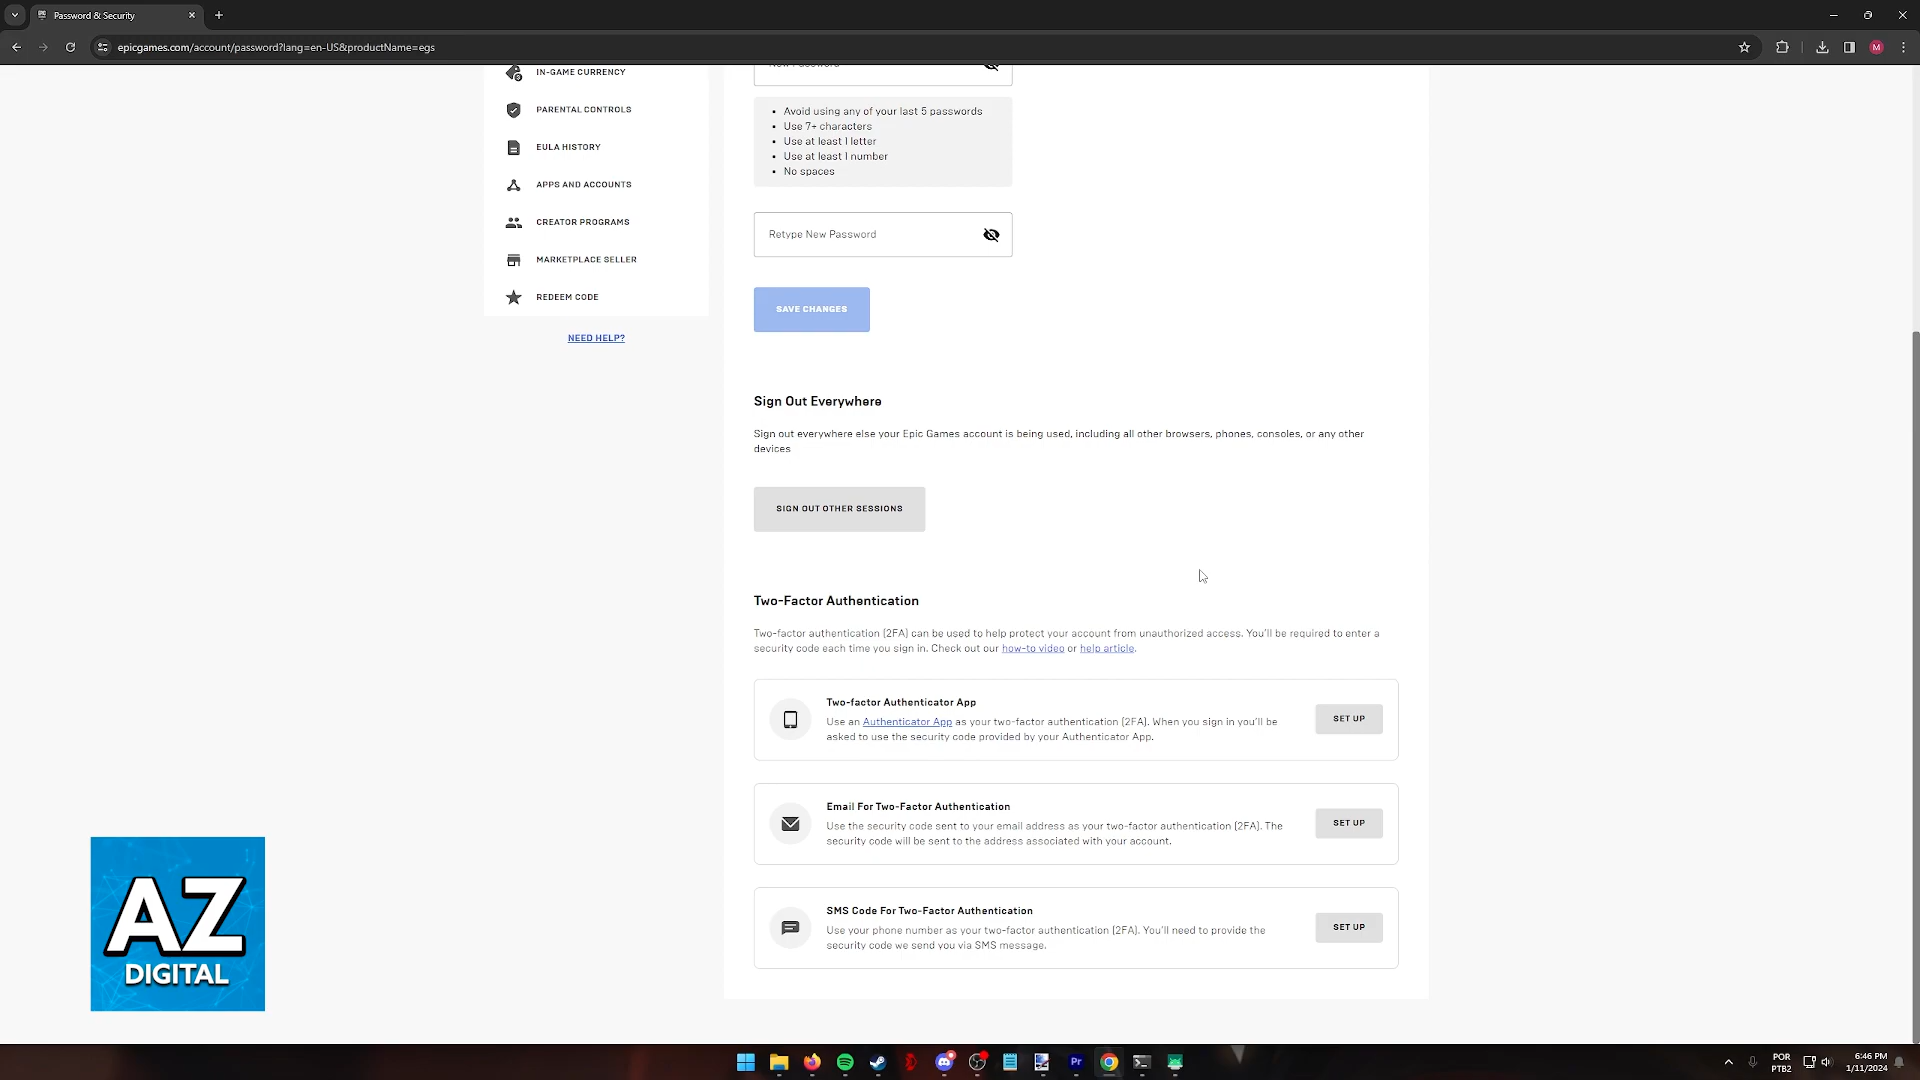 Password & Security
epicgames.com/account/password?lang=en-US&productName=egs
M
IN-GAME CURRENCY
PARENTAL CONTROLS
EULA HISTORY
APPS AND ACCOUNTS
CREATOR PROGRAMS
MARKETPLACE SELLER
REDEEM CODE
NEED HELP?
New Password
• Avoid using any of your last 5 passwords
• Use 7+ characters
• Use at least 1 letter
• Use at least 1 number
• No spaces
Retype New Password
SAVE CHANGES
Sign Out Everywhere
Sign out everywhere else your Epic Games account is being used, including all other browsers, phones, consoles, or any other
devices
SIGN OUT OTHER SESSIONS
Two-Factor Authentication
Two-factor authentication (2FA) can be used to help protect your account from unauthorized access. You'll be required to enter a
security code each time you sign in. Check out our how-to video or help article.
Two-factor Authenticator App
Use an Authenticator App as your two-factor authentication (2FA). When you sign in you'll be
asked to use the security code provided by your Authenticator App.
SET UP
Email For Two-Factor Authentication
Use the security code sent to your email address as your two-factor authentication (2FA). The
security code will be sent to the address associated with your account.
SET UP
SMS Code For Two-Factor Authentication
Use your phone number as your two-factor authentication (2FA). You'll need to provide the
security code we send you via SMS message.
SET UP
AZ
DIGITAL
Pr
POR
PTB2
6:46 PM
1/11/2024